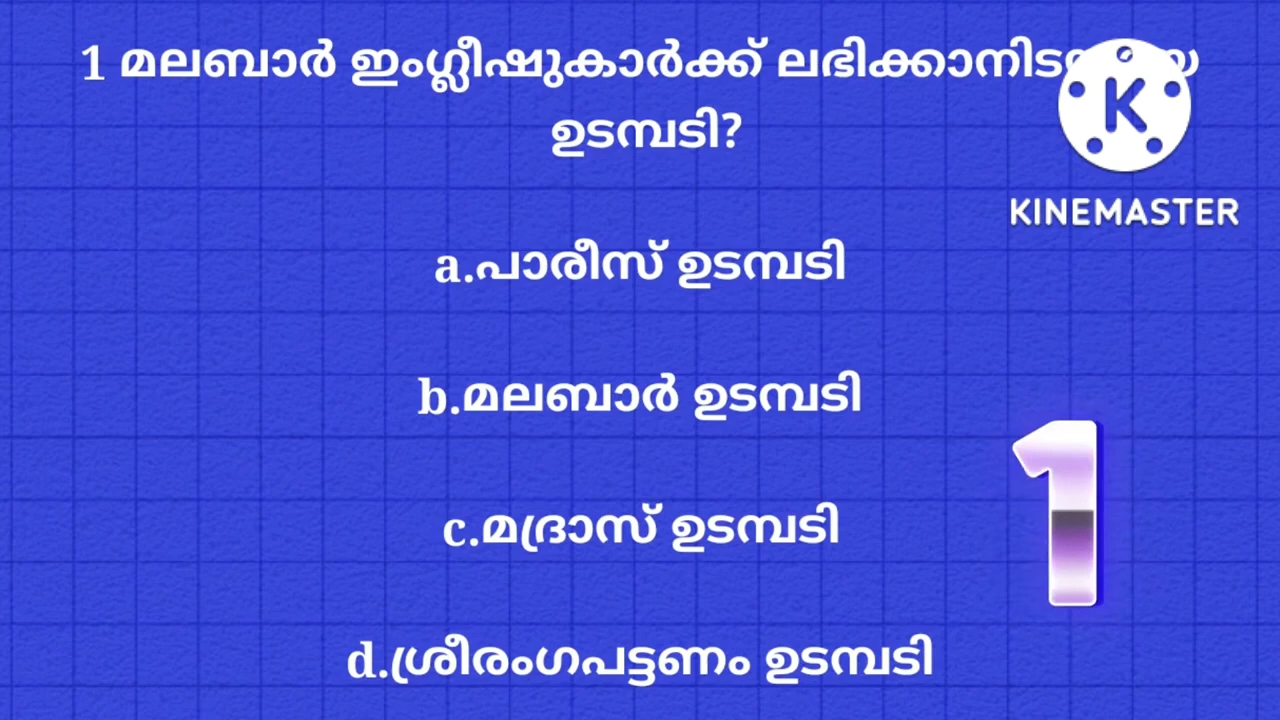 1 മലബാർ ഇംഗ്ലീഷുകാർക്ക്
ഉടമ്പടി?
K
KINEMASTER
a.പാരീസ് ഉടമ്പടി
b.മലബാർ ഉടമ്പടി
1
c.മദ്രാസ് ഉടമ്പടി
d.ശ്രീരംഗപട്ടണം ഉടമ്പടി